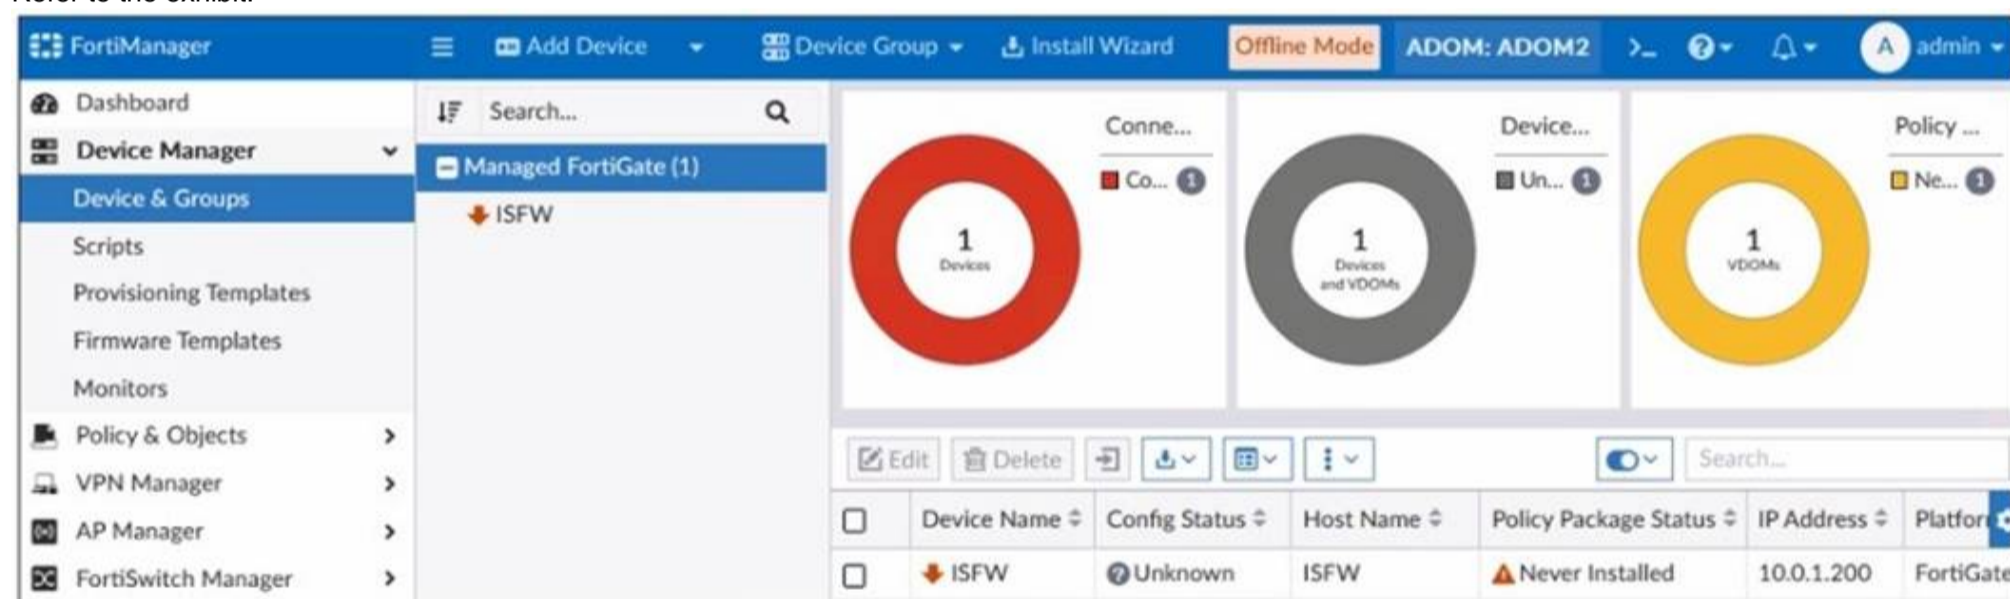 Refer to the exhibit.
FortiManager
Add Device
Device Group
Install Wizard
Offline Mode
ADOM: ADOM2
>_
A admin
Dashboard
Device Manager
Device & Groups
Scripts
Provisioning Templates
Firmware Templates
Monitors
Policy & Objects
VPN Manager
AP Manager
FortiSwitch Manager
Search...
Managed FortiGate (1)
ISFW
1
Devices
Conne...
Co... 1
1
Devices
and VDOMs
Device...
Un... 1
1
VDOMs
Policy ...
Ne... 1
Edit
Delete
Search...
Device Name
Config Status
Host Name
Policy Package Status
IP Address
Platfor
ISFW
Unknown
ISFW
Never Installed
10.0.1.200
FortiGate